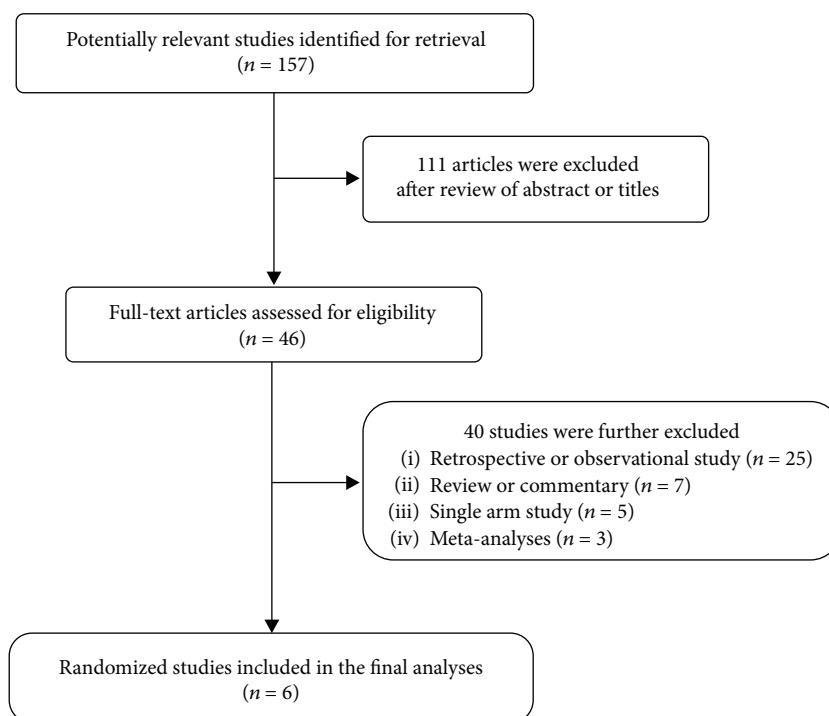 Potentially relevant studies identified for retrieval
(n = 157)
111 articles were excluded
after review of abstract or titles
Full-text articles assessed for eligibility
(n = 46)
40 studies were further excluded
(i) Retrospective or observational study (n = 25)
(ii) Review or commentary (n = 7)
(iii) Single arm study (n = 5)
(iv) Meta-analyses (n = 3)
Randomized studies included in the final analyses
(n = 6)